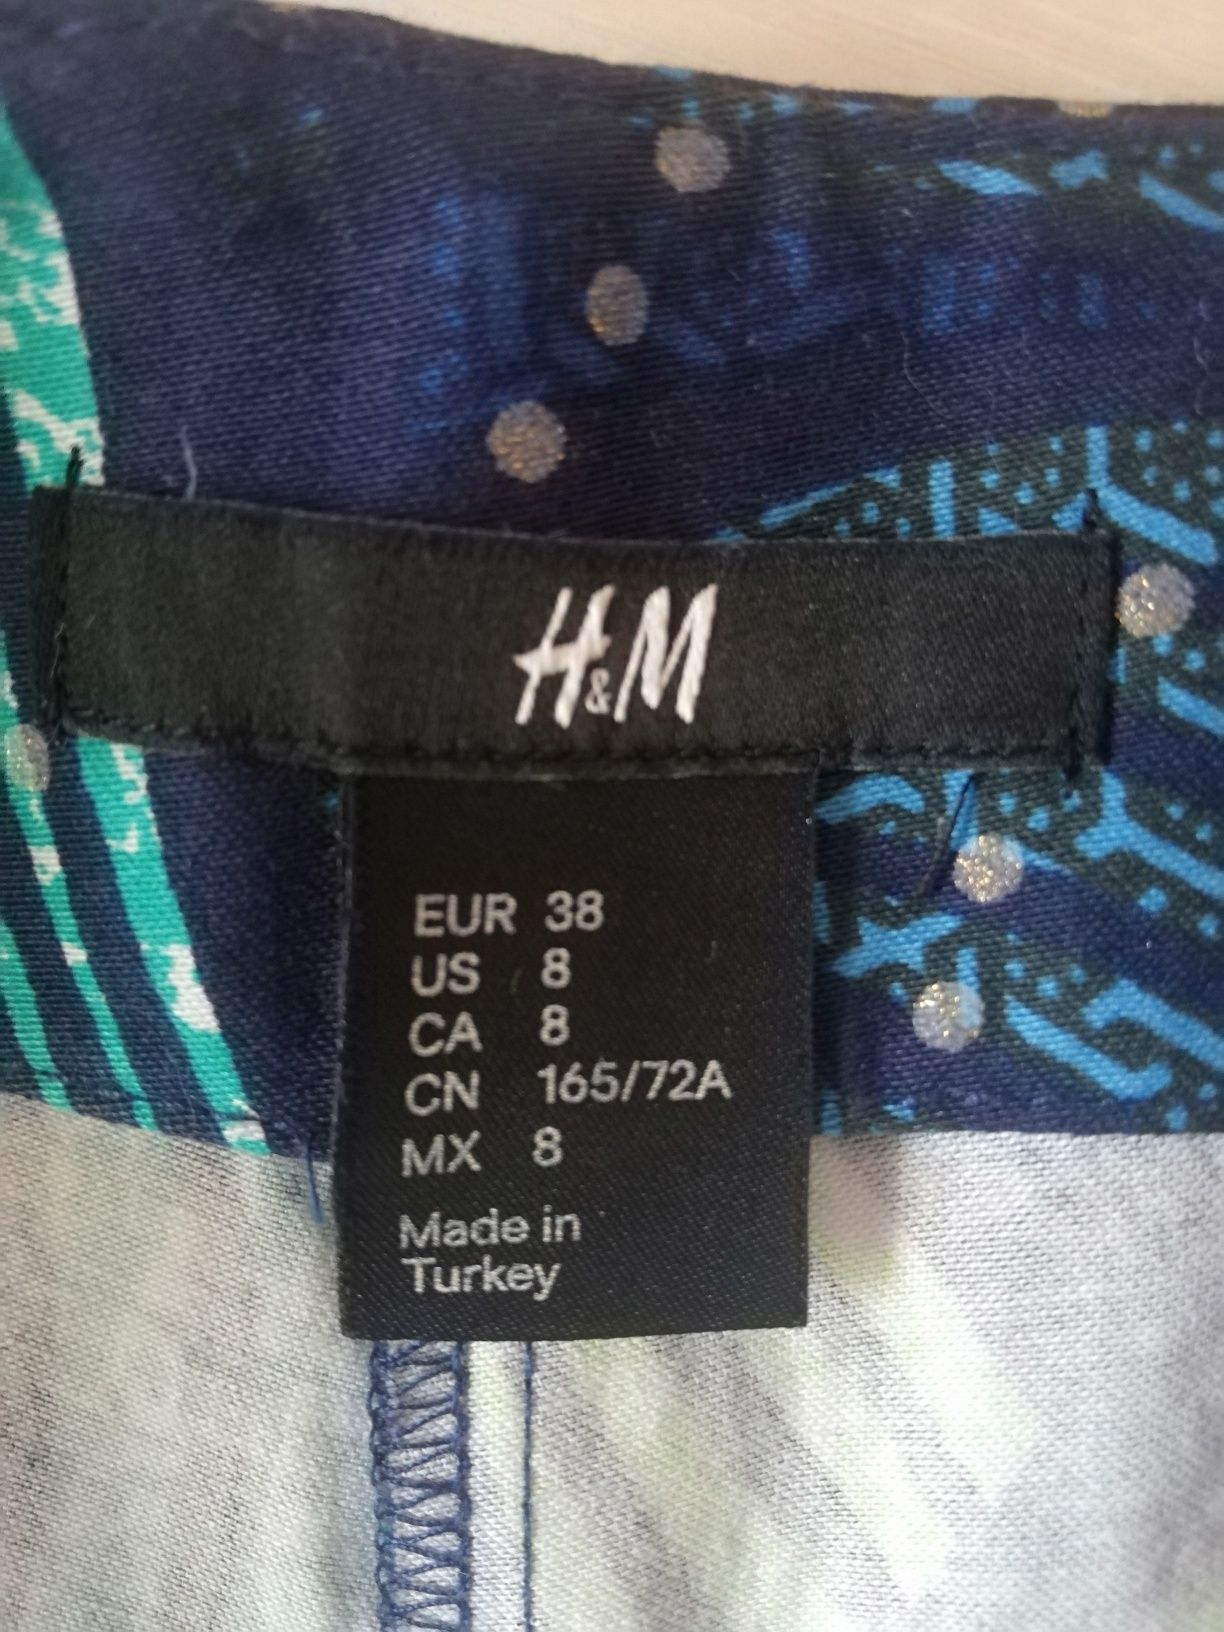 H&M
EUR 38
US 8
CA 8
CN 165/72A
MX 8
Made in
Turkey